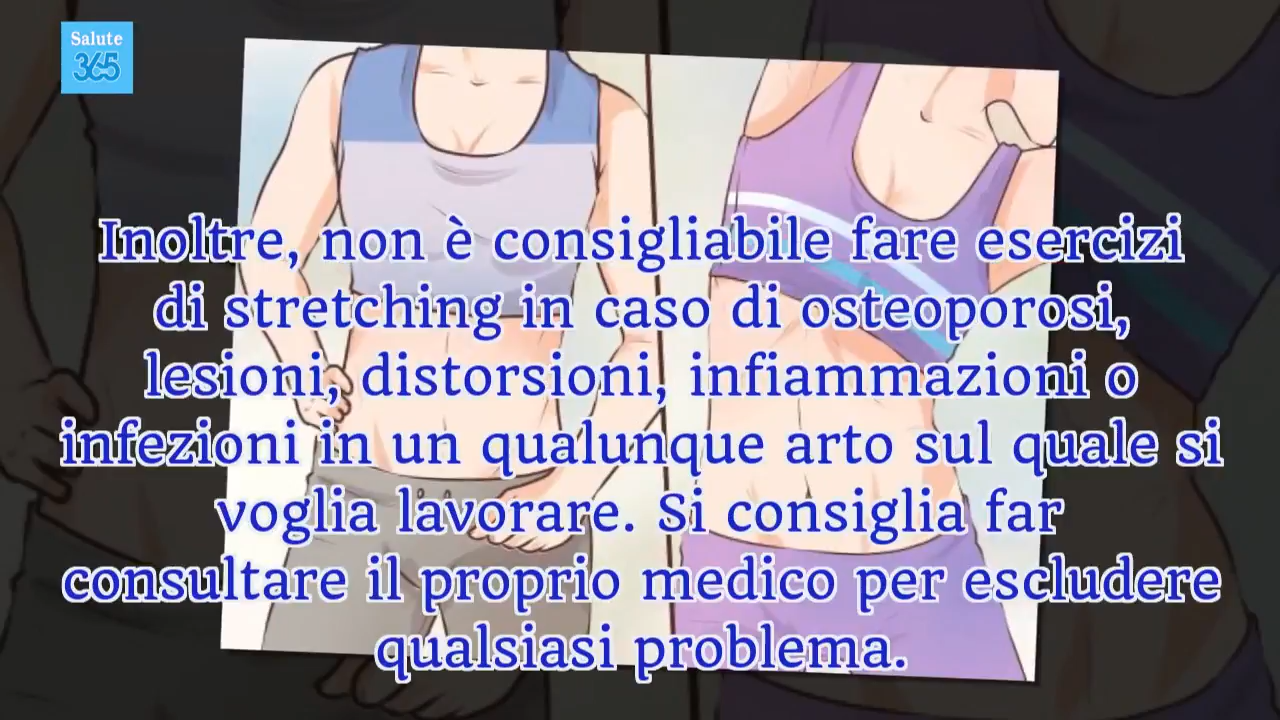 Salute
365
Inoltre, non è consigliabile fare esercizi
di stretching in caso di osteoporosi,
lesioni, distorsioni, infiammazioni o
infezioni in un qualunque arto sul quale si
voglia lavorare. Si consiglia far
consultare il proprio medico per escludere
qualsiasi problema.